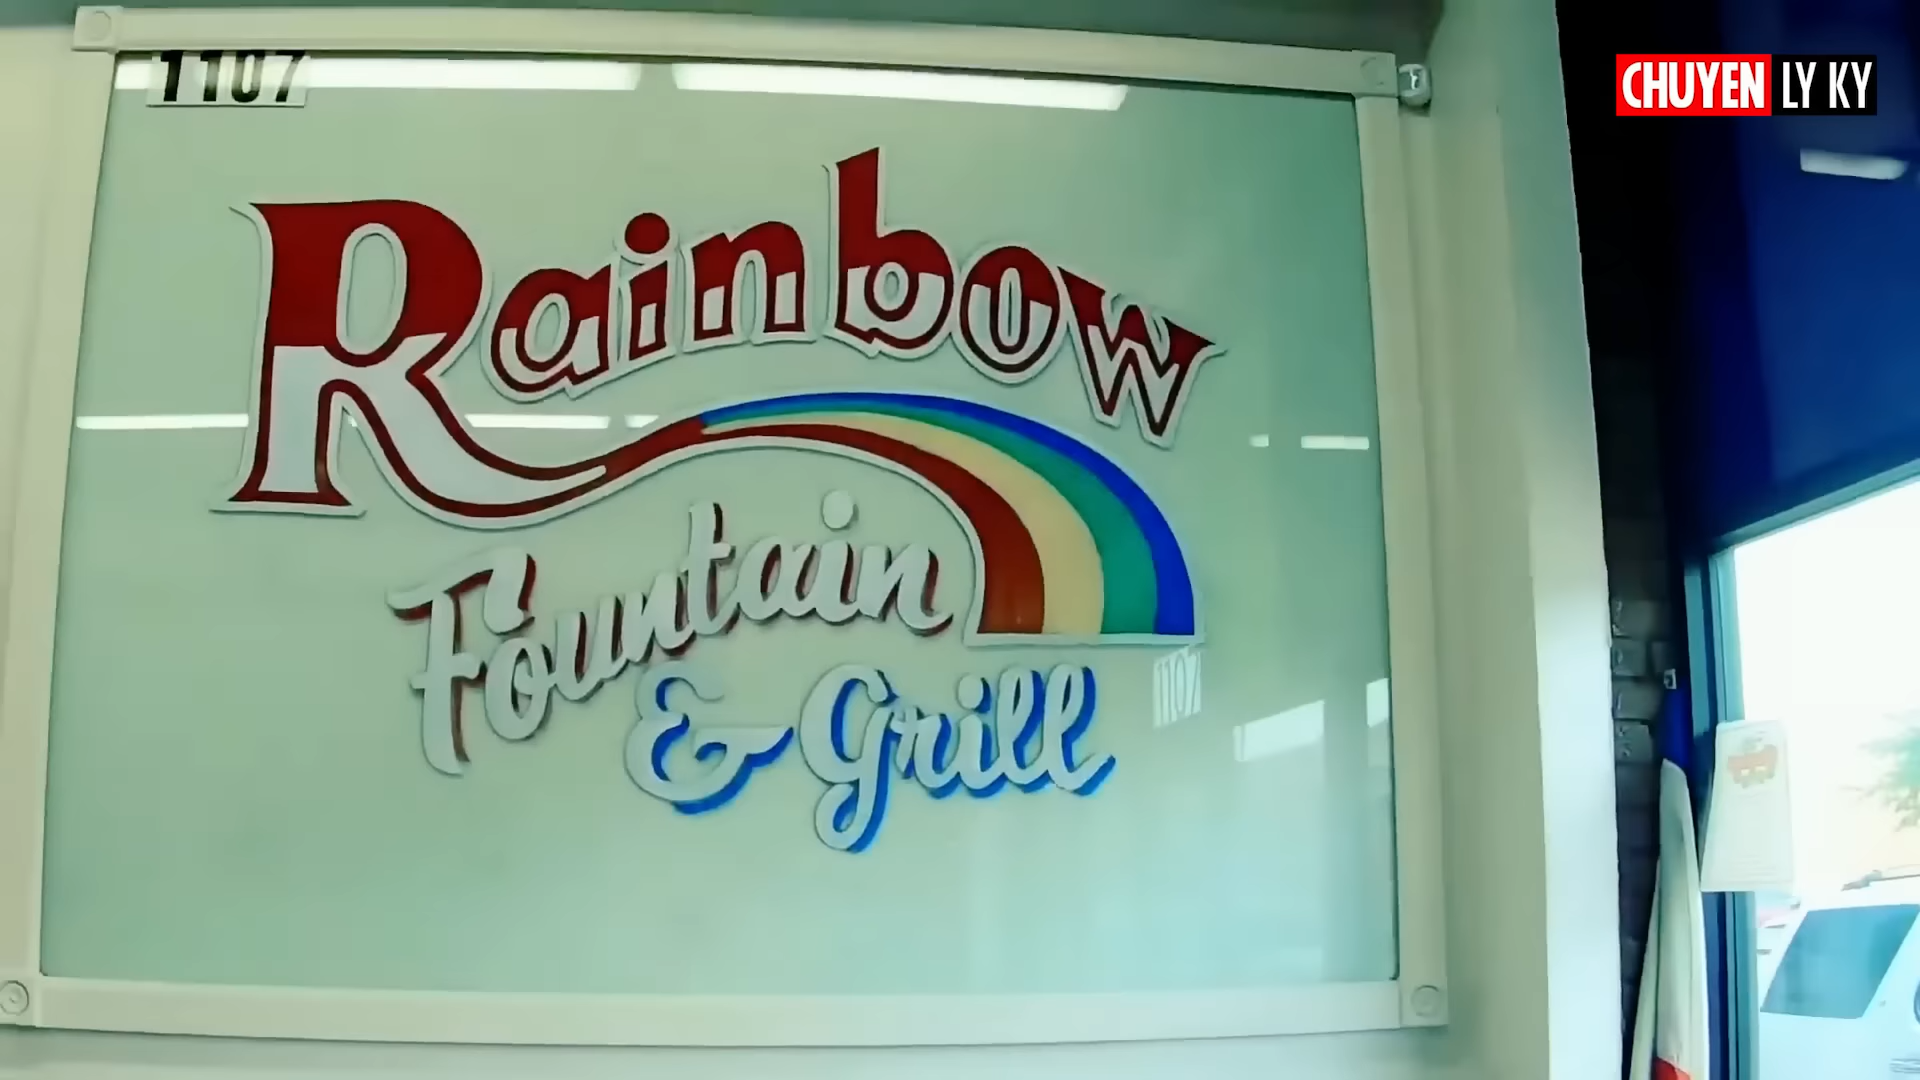 1107
CHUYEN LY KY
Rainbow
Fountain
& Grill
1107